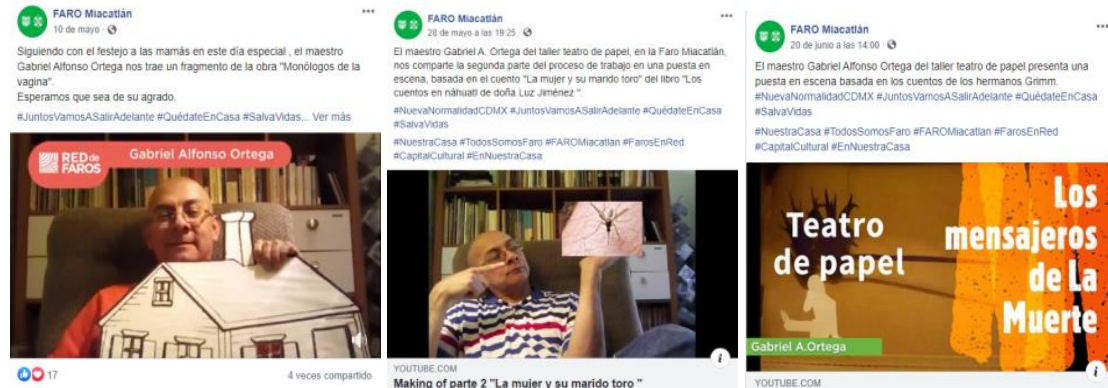 FARO Miacatlán
10 de mayo ·
Siguiendo con el festejo a las mamás en este día especial , el maestro
Gabriel Alfonso Ortega nos trae un fragmento de la obra "Monólogos de la
vagina".
Esperamos que sea de su agrado.
#JuntosVamosASalirAdelante #QuédateEnCasa #SalvaVidas... Ver más
RED de
FAROS
Gabriel Alfonso Ortega
17
4 veces compartido
FARO Miacatlán
28 de mayo a las 19:25 ·
El maestro Gabriel A. Ortega del taller teatro de papel, en la Faro Miacatlán,
nos comparte la segunda parte del proceso de trabajo en una puesta en
escena, basada en el cuento "La mujer y su marido toro " del libro "Los
cuentos en náhuatl de doña Luz Jiménez ".
#NuevaNormalidadCDMX #JuntosVamosASalirAdelante #QuédateEnCasa
#SalvaVidas
#NuestraCasa #TodosSomosFaro #FAROMiacatlan #FarosEnRed
#CapitalCultural #EnNuestraCasa
YOUTUBE.COM
Making of parte 2 "La mujer y su marido toro "
FARO Miacatlán
20 de junio a las 14:00 ·
El maestro Gabriel Alfonso Ortega del taller teatro de papel presenta una
puesta en escena basada en los cuentos de los hermanos Grimm.
#NuevaNormalidadCDMX #JuntosVamosASalirAdelante #QuédateEnCasa
#SalvaVidas
#NuestraCasa #TodosSomosFaro #FAROMiacatlan #FarosEnRed
#CapitalCultural #EnNuestraCasa
Teatro
de papel
Los
mensajeros
de La
Muerte
Gabriel A.Ortega
YOUTUBE.COM